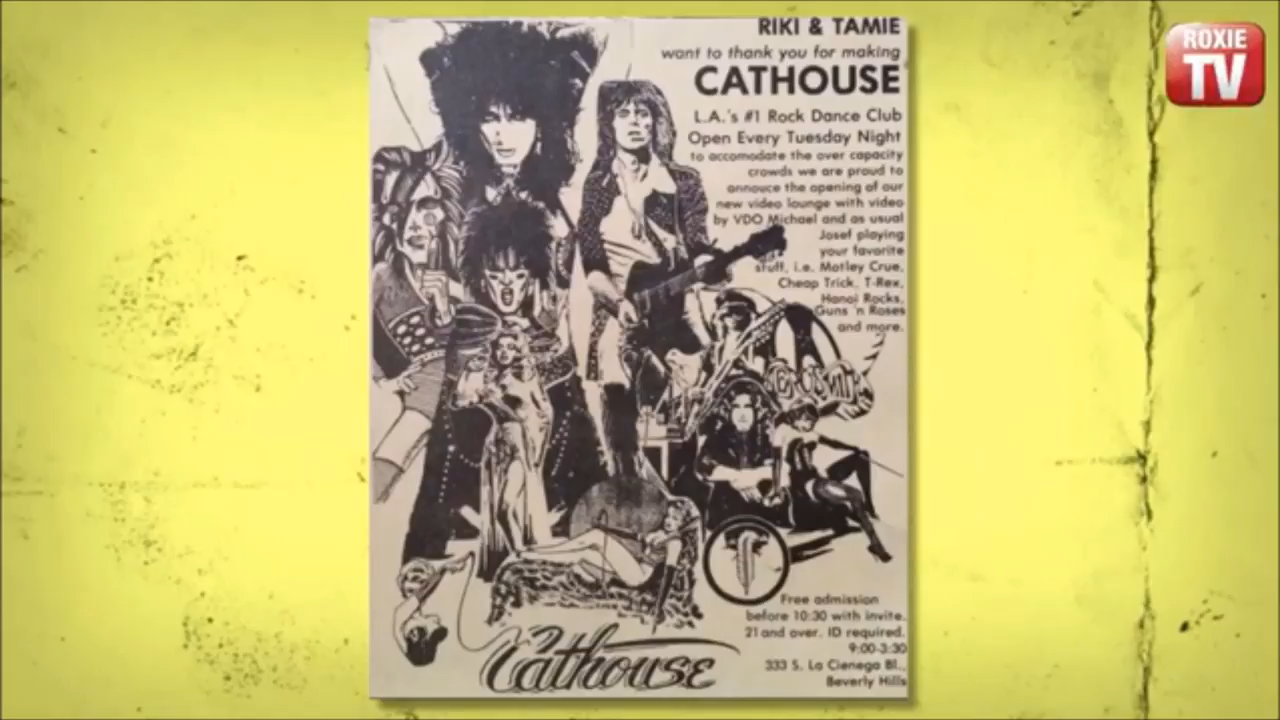 RIKI & TAMIE
want to thank you for making
CATHOUSE
L.A.'s #1 Rock Dance Club
Open Every Tuesday Night
to accomodate the over capacity
crowds we are proud to
annouce the opening of our
new video lounge with video
by VDO Michael and as usual
Josef playing
your favorite
stuff, i.e. Motley Crue,
Cheap Trick, T-Rex,
Hanoi Rocks,
Guns 'n Roses
and more.
AEROSMITH
Free admission
before 10:30 with invite.
21 and over. ID required.
9:00-3:30
333 S. La Cienega Bl.,
Beverly Hills
Cathouse
ROXIE
TV